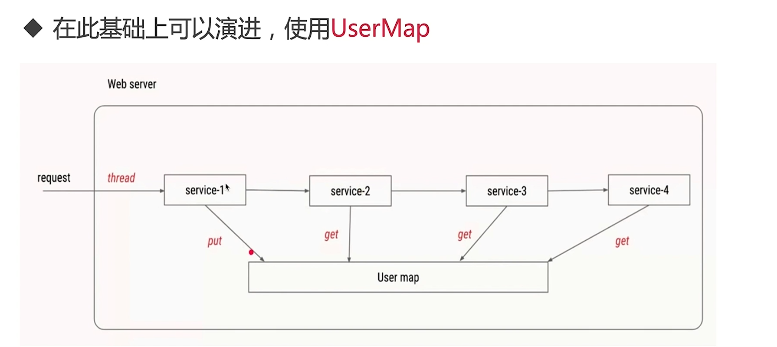 ◆ 在此基础上可以演进，使用UserMap
Web server
request
thread
service-1
service-2
service-3
service-4
put
get
get
get
User map